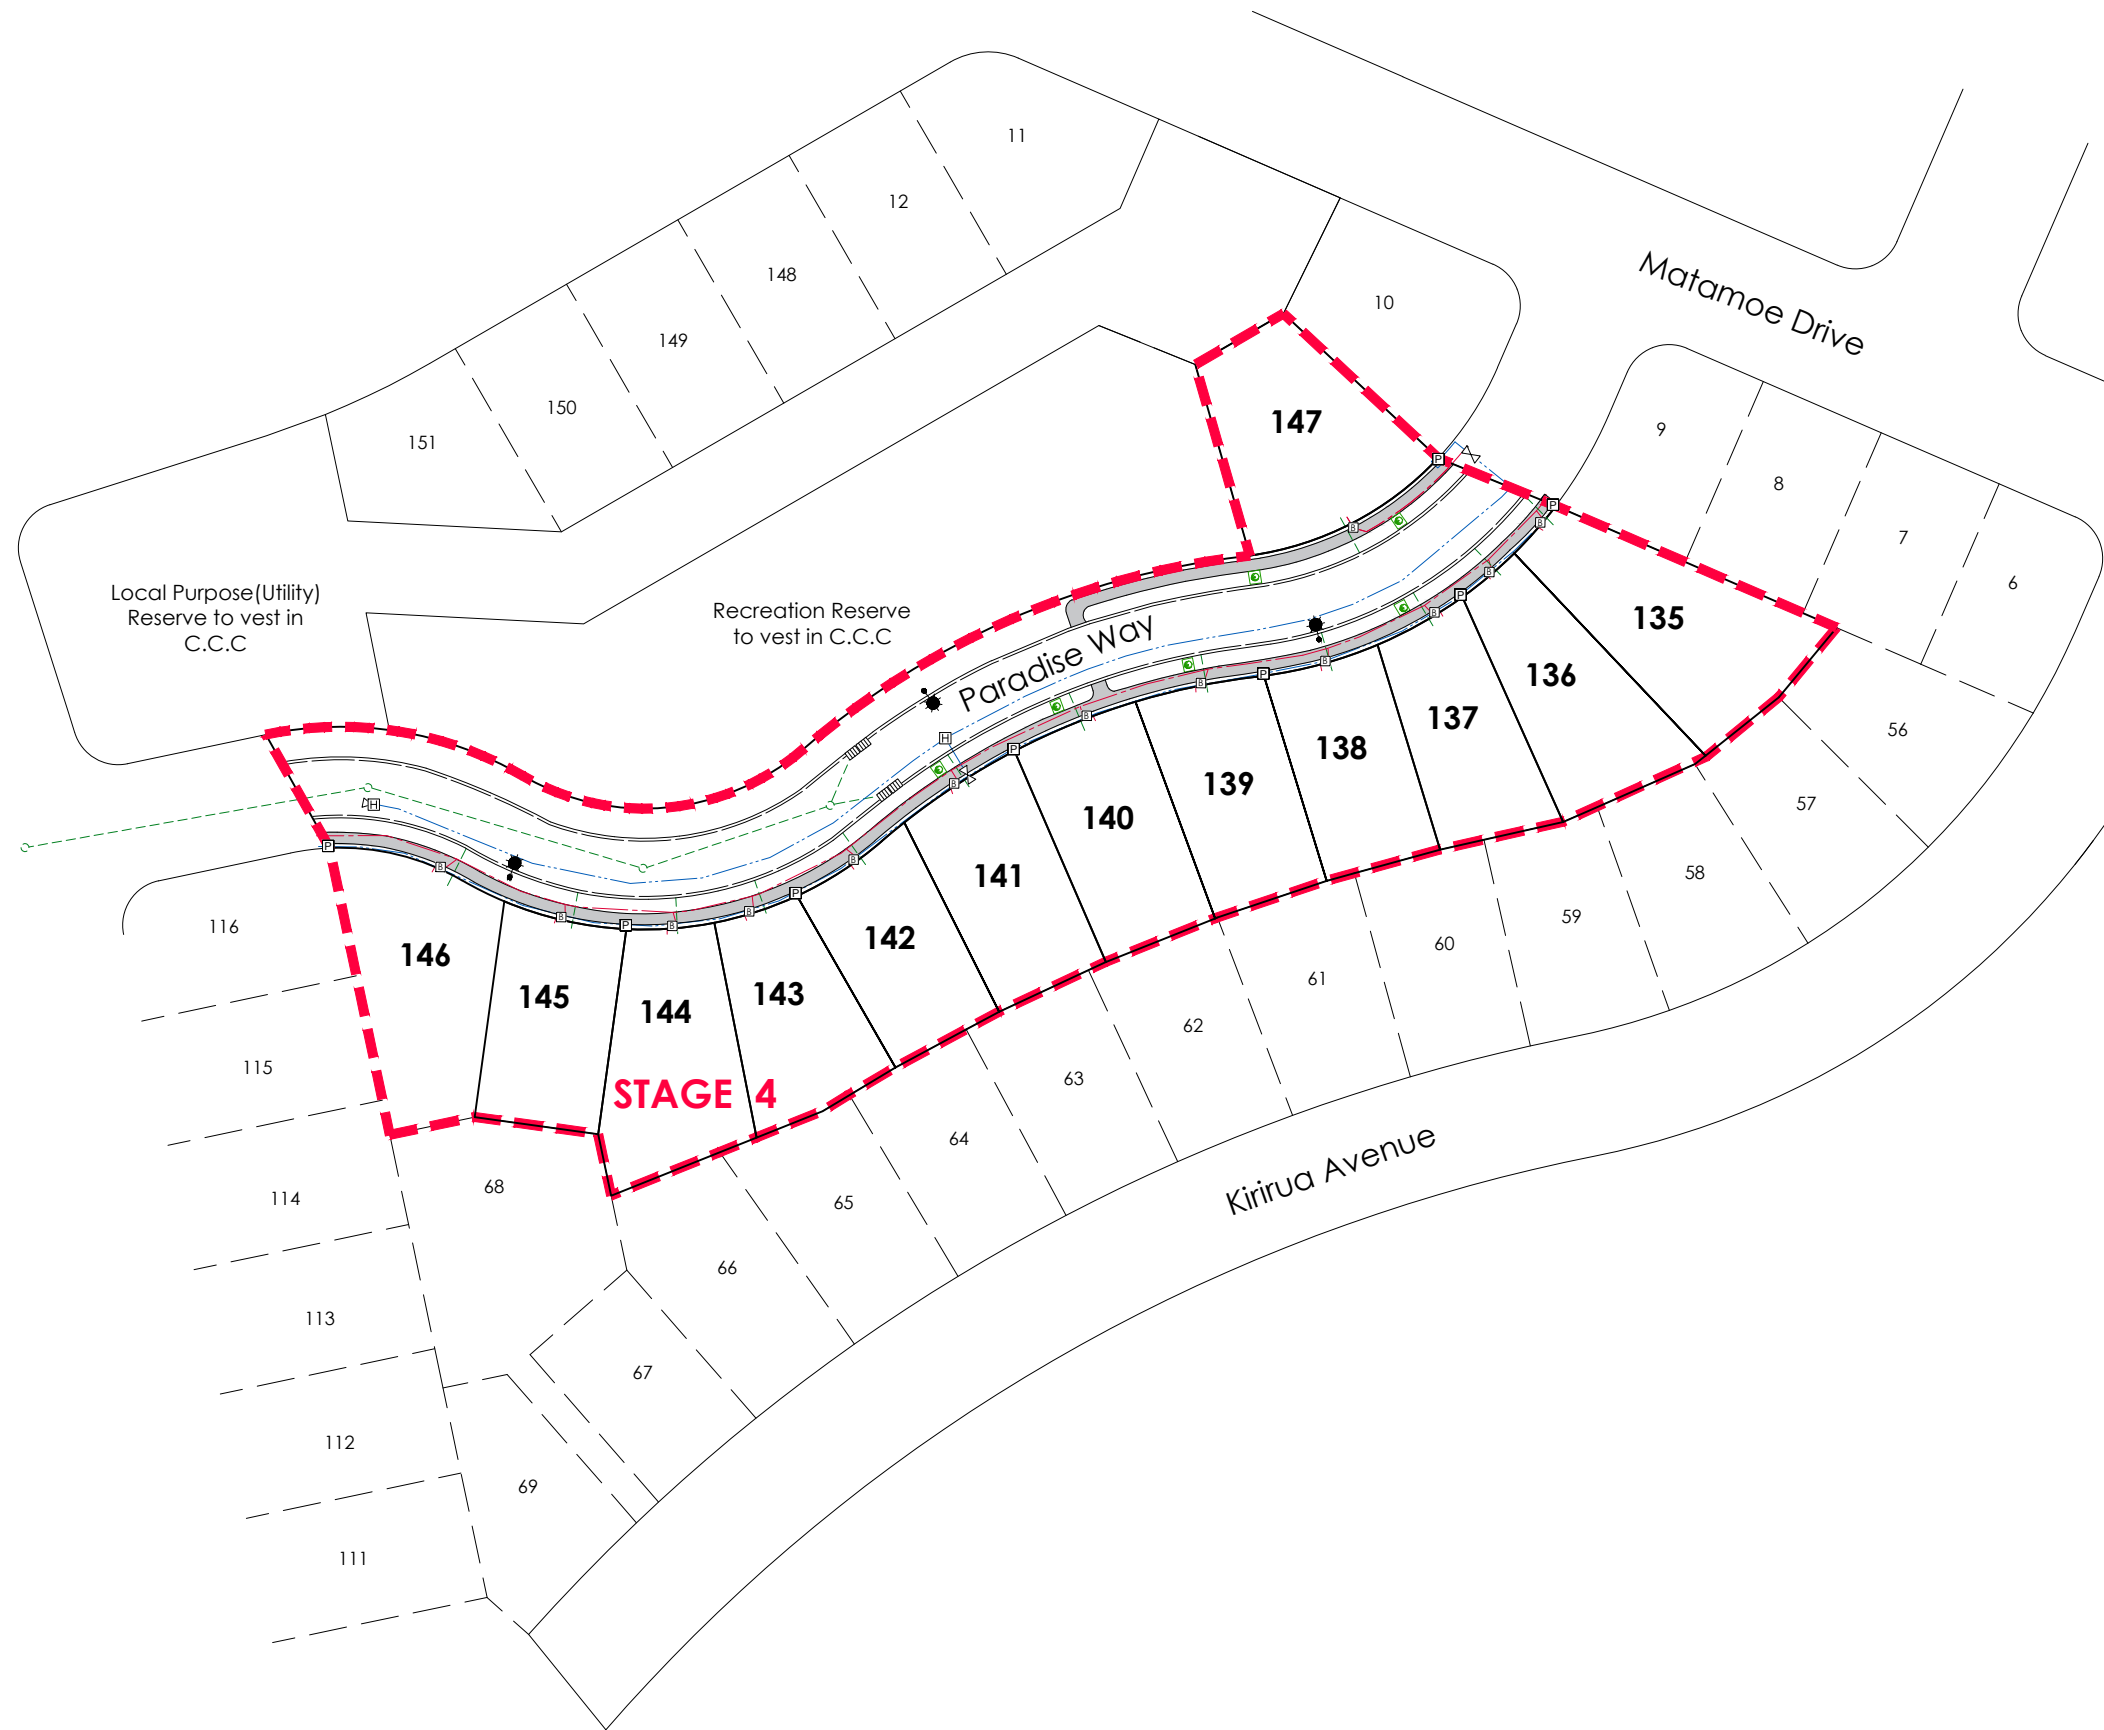 11
12
148
149
150
151
10
Matamoe Drive
147
9
8
7
6
Local Purpose(Utility)
Reserve to vest in
C.C.C
Recreation Reserve
to vest in C.C.C
Paradise Way
135
136
137
138
139
140
141
142
143
144
145
146
STAGE 4
56
57
58
59
60
61
62
63
64
65
66
67
68
69
116
115
114
113
112
111
Kirirua Avenue
P
P
P
P
P
P
P
P
B
B
B
B
B
B
B
B
B
B
B
B
B
B
H
H